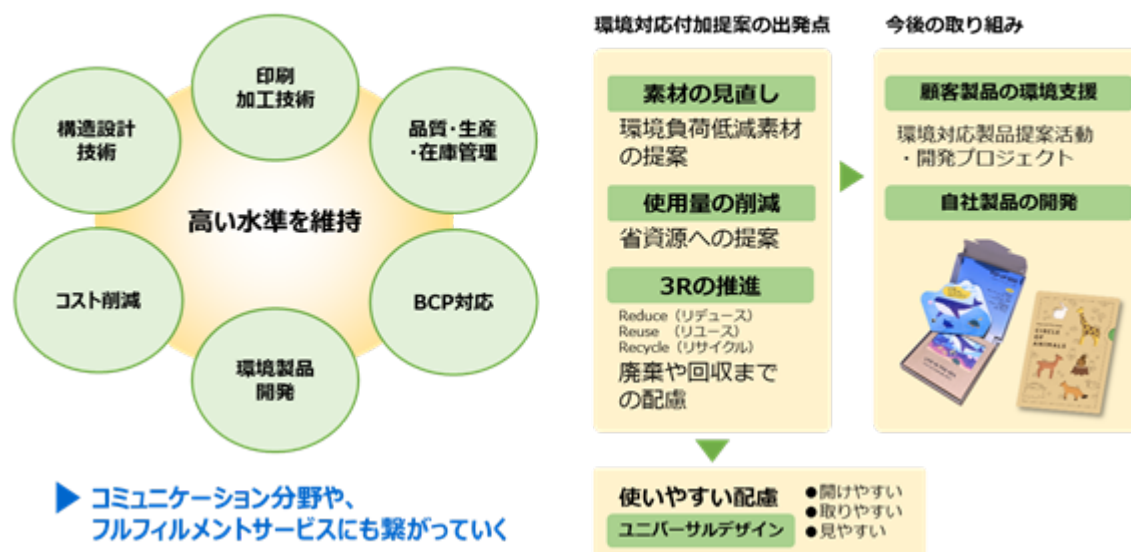 印刷
加工技術
構造設計
技術
品質・生産
・在庫管理
高い水準を維持
コスト削減
BCP対応
環境製品
開発
コミュニケーション分野や、
フルフィルメントサービスにも繋がっていく
環境対応付加提案の出発点
素材の見直し
環境負荷低減素材
の提案
使用量の削減
省資源への提案
3Rの推進
Reduce（リデュース）
Reuse （リユース）
Recycle（リサイクル）
廃棄や回収まで
の配慮
使いやすい配慮
ユニバーサルデザイン
●開けやすい
●取りやすい
●見やすい
今後の取り組み
顧客製品の環境支援
環境対応製品提案活動
・開発プロジェクト
自社製品の開発
CIRCLE
OF
ANIMALS